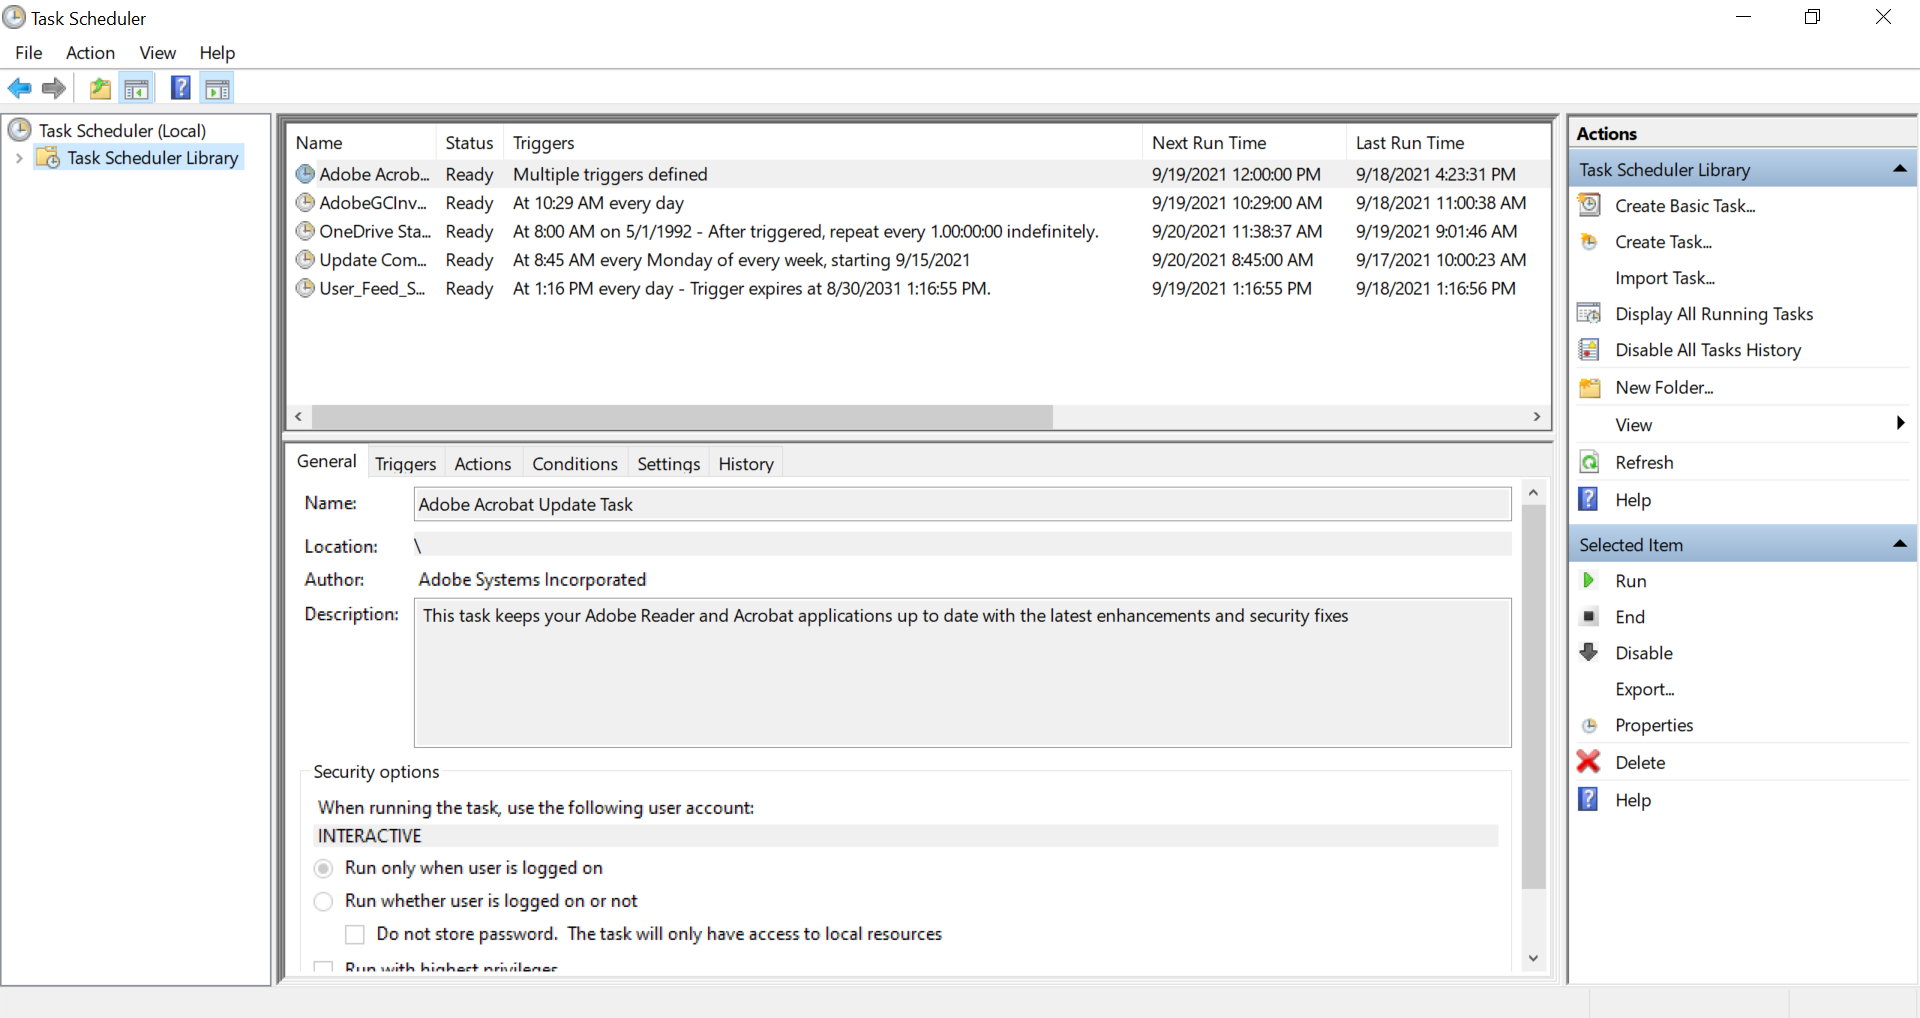 Task Scheduler
File Action View Help
Task Scheduler (Local)
Task Scheduler Library
Name Status Triggers Next Run Time Last Run Time
Adobe Acrob... Ready Multiple triggers defined 9/19/2021 12:00:00 PM 9/18/2021 4:23:31 PM
AdobeGCInv... Ready At 10:29 AM every day 9/19/2021 10:29:00 AM 9/18/2021 11:00:38 AM
OneDrive Sta... Ready At 8:00 AM on 5/1/1992 - After triggered, repeat every 1.00:00:00 indefinitely. 9/20/2021 11:38:37 AM 9/19/2021 9:01:46 AM
Update Com... Ready At 8:45 AM every Monday of every week, starting 9/15/2021 9/20/2021 8:45:00 AM 9/17/2021 10:00:23 AM
User_Feed_S... Ready At 1:16 PM every day - Trigger expires at 8/30/2031 1:16:55 PM. 9/19/2021 1:16:55 PM 9/18/2021 1:16:56 PM
General Triggers Actions Conditions Settings History
Name: Adobe Acrobat Update Task
Location: \
Author: Adobe Systems Incorporated
Description: This task keeps your Adobe Reader and Acrobat applications up to date with the latest enhancements and security fixes
Security options
When running the task, use the following user account:
INTERACTIVE
Run only when user is logged on
Run whether user is logged on or not
Do not store password. The task will only have access to local resources
Run with highest privileges
Actions
Task Scheduler Library
Create Basic Task...
Create Task...
Import Task...
Display All Running Tasks
Disable All Tasks History
New Folder...
View
Refresh
Help
Selected Item
Run
End
Disable
Export...
Properties
Delete
Help